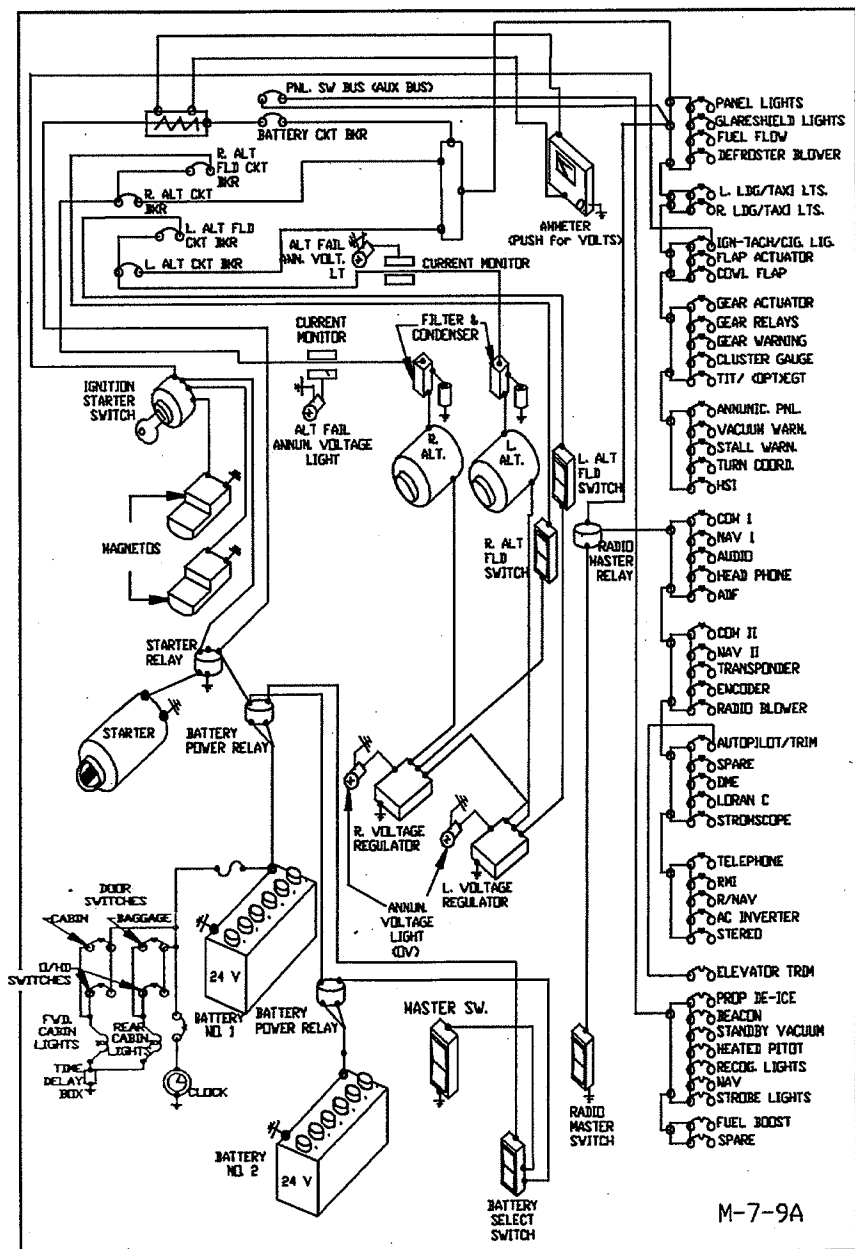 PNL. SW BUS (AUX BUS)
BATTERY CKT BKR
R. ALT
FLD CKT
BKR
R. ALT CKT
BKR
L. ALT FLD
CKT BKR
L. ALT CKT BKR
ALT FAIL
ANN. VOLT.
LT
CURRENT MONITOR
AMMETER
(PUSH for VOLTS)
CURRENT
MONITOR
FILTER &
CONDENSER
IGNITION
STARTER
SWITCH
ALT FAIL
ANNUN. VOLTAGE
LIGHT
R.
ALT.
L.
ALT.
L. ALT
FLD
SWITCH
R. ALT
FLD
SWITCH
RADIO
MASTER
RELAY
MAGNETOS
STARTER
RELAY
STARTER
BATTERY
POWER RELAY
R. VOLTAGE
REGULATOR
L. VOLTAGE
REGULATOR
ANNUN.
VOLTAGE
LIGHT
(OV)
DOOR
SWITCHES
CABIN
BAGGAGE
O/HD
SWITCHES
FWD.
CABIN
LIGHTS
REAR
CABIN
LIGHTS
TIME
DELAY
BOX
CLOCK
24 V
BATTERY
NO. 1
BATTERY
POWER RELAY
MASTER SW.
24 V
BATTERY
NO. 2
BATTERY
SELECT
SWITCH
RADIO
MASTER
SWITCH
PANEL LIGHTS
GLARESHIELD LIGHTS
FUEL FLOW
DEFROSTER BLOWER
L. LDG/TAXI LTS.
R. LDG/TAXI LTS.
IGN-TACH/CIG. LIG.
FLAP ACTUATOR
COWL FLAP
GEAR ACTUATOR
GEAR RELAYS
GEAR WARNING
CLUSTER GAUGE
TIT/ (OPT)EGT
ANNUNIC. PNL.
VACUUM WARN.
STALL WARN.
TURN COORD.
HSI
COM I
NAV I
AUDIO
HEAD PHONE
ADF
COM II
NAV II
TRANSPONDER
ENCODER
RADIO BLOWER
AUTOPILOT/TRIM
SPARE
DME
LORAN C
STROMSCOPE
TELEPHONE
RMI
R/NAV
AC INVERTER
STEREO
ELEVATOR TRIM
PROP DE-ICE
BEACON
STANDBY VACUUM
HEATED PITOT
RECOG. LIGHTS
NAV
STROBE LIGHTS
FUEL BOOST
SPARE
M-7-9A